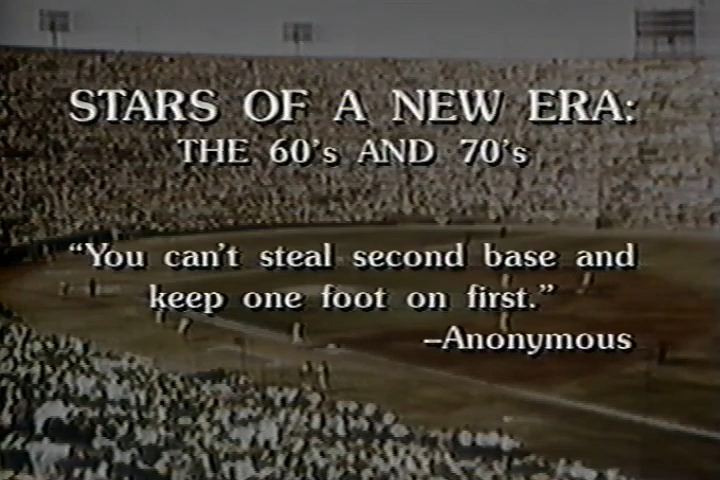 STARS OF A NEW ERA:
THE 60's AND 70's
“You can't steal second base and
keep one foot on first.”
–Anonymous